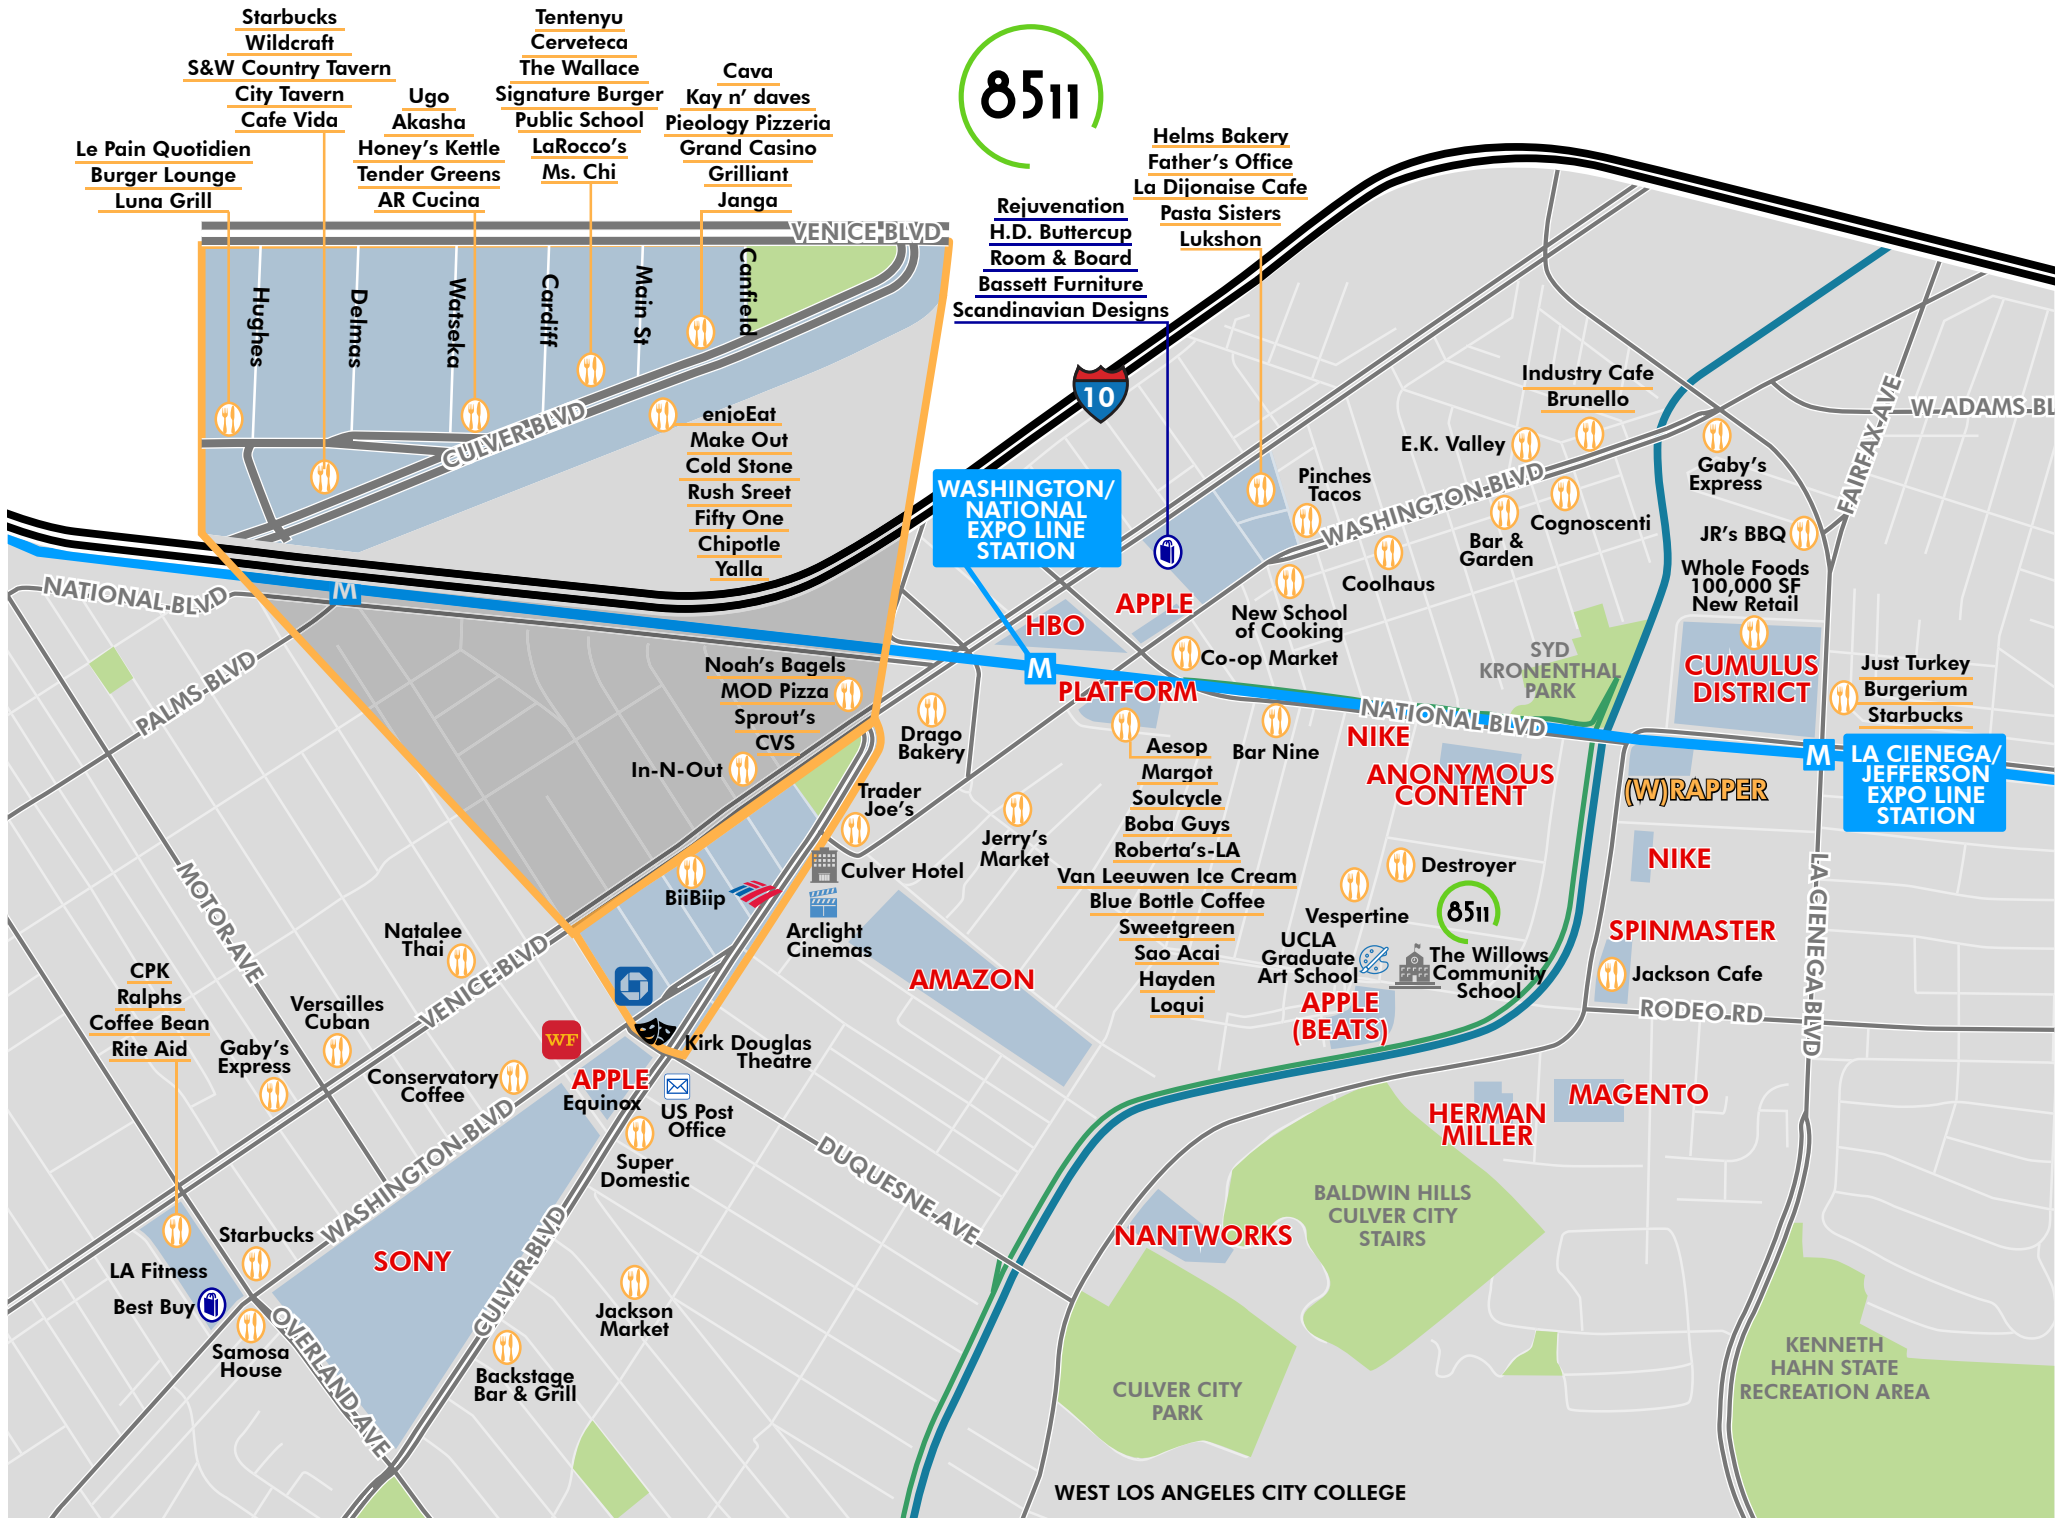 Starbucks
Wildcraft
S&W Country Tavern
City Tavern
Cafe Vida
Le Pain Quotidien
Burger Lounge
Luna Grill
Ugo
Akasha
Honey's Kettle
Tender Greens
AR Cucina
Tentenyu
Cerveteca
The Wallace
Signature Burger
Public School
LaRocco's
Ms. Chi
Cava
Kay n' daves
Pieology Pizzeria
Grand Casino
Grilliant
Janga
8511
Rejuvenation
H.D. Buttercup
Room & Board
Bassett Furniture
Scandinavian Designs
Helms Bakery
Father's Office
La Dijonaise Cafe
Pasta Sisters
Lukshon
VENICE BLVD
Hughes
Delmas
Watseka
Cardiff
Main St
Canfield
CULVER BLVD
enjoEat
Make Out
Cold Stone
Rush Sreet
Fifty One
Chipotle
Yalla
10
WASHINGTON/
NATIONAL
EXPO LINE
STATION
Industry Cafe
Brunello
E.K. Valley
Pinches
Tacos
WASHINGTON BLVD
Bar &
Garden
Cognoscenti
Coolhaus
Gaby's
Express
W ADAMS BL
FAIRFAX AVE
JR's BBQ
Whole Foods
100,000 SF
New Retail
CUMULUS
DISTRICT
Just Turkey
Burgerium
Starbucks
M
LA CIENEGA/
JEFFERSON
EXPO LINE
STATION
NATIONAL BLVD
M
PALMS BLVD
HBO
APPLE
New School
of Cooking
Co-op Market
M
PLATFORM
SYD
KRONENTHAL
PARK
NATIONAL BLVD
NIKE
ANONYMOUS
CONTENT
(W)RAPPER
NIKE
SPINMASTER
Jackson Cafe
RODEO RD
LA CIENEGA BLVD
Noah's Bagels
MOD Pizza
Sprout's
CVS
In-N-Out
Drago
Bakery
Trader
Joe's
Jerry's
Market
Culver Hotel
Arclight
Cinemas
BiiBiip
Bar Nine
Aesop
Margot
Soulcycle
Boba Guys
Roberta's-LA
Van Leeuwen Ice Cream
Blue Bottle Coffee
Sweetgreen
Sao Acai
Hayden
Loqui
Destroyer
Vespertine
8511
UCLA
Graduate
Art School
The Willows
Community
School
APPLE
(BEATS)
AMAZON
MOTOR AVE
Natalee
Thai
VENICE BLVD
Versailles
Cuban
Gaby's
Express
CPK
Ralphs
Coffee Bean
Rite Aid
Conservatory
Coffee
WF
APPLE
Equinox
Kirk Douglas
Theatre
US Post
Office
Super
Domestic
WASHINGTON BLVD
DUQUESNE AVE
HERMAN
MILLER
MAGENTO
NANTWORKS
BALDWIN HILLS
CULVER CITY
STAIRS
Starbucks
LA Fitness
Best Buy
Samosa
House
SONY
OVERLAND AVE
CULVER BLVD
Backstage
Bar & Grill
Jackson
Market
CULVER CITY
PARK
KENNETH
HAHN STATE
RECREATION AREA
WEST LOS ANGELES CITY COLLEGE